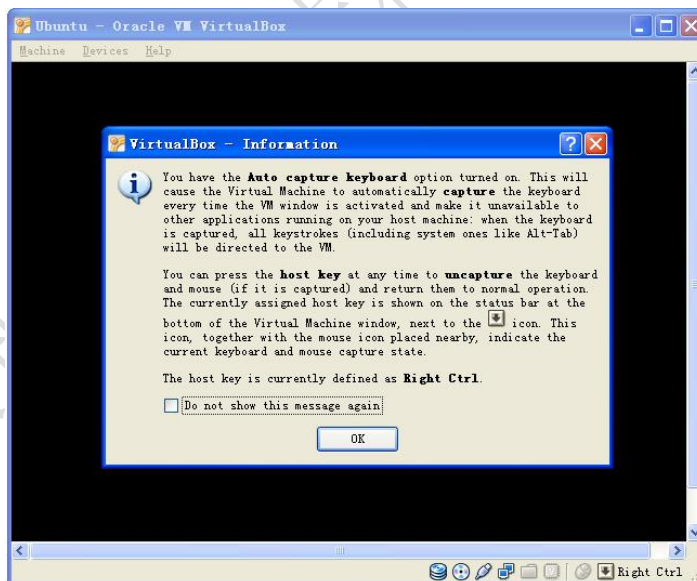 Ubuntu - Oracle VM VirtualBox
Machine Devices Help
VirtualBox - Information
You have the Auto capture keyboard option turned on. This will
cause the Virtual Machine to automatically capture the keyboard
every time the VM window is activated and make it unavailable to
other applications running on your host machine: when the keyboard
is captured, all keystrokes (including system ones like Alt-Tab)
will be directed to the VM.
You can press the host key at any time to uncapture the keyboard
and mouse (if it is captured) and return them to normal operation.
The currently assigned host key is shown on the status bar at the
bottom of the Virtual Machine window, next to the icon. This
icon, together with the mouse icon placed nearby, indicate the
current keyboard and mouse capture state.
The host key is currently defined as Right Ctrl.
Do not show this message again
OK
Right Ctrl